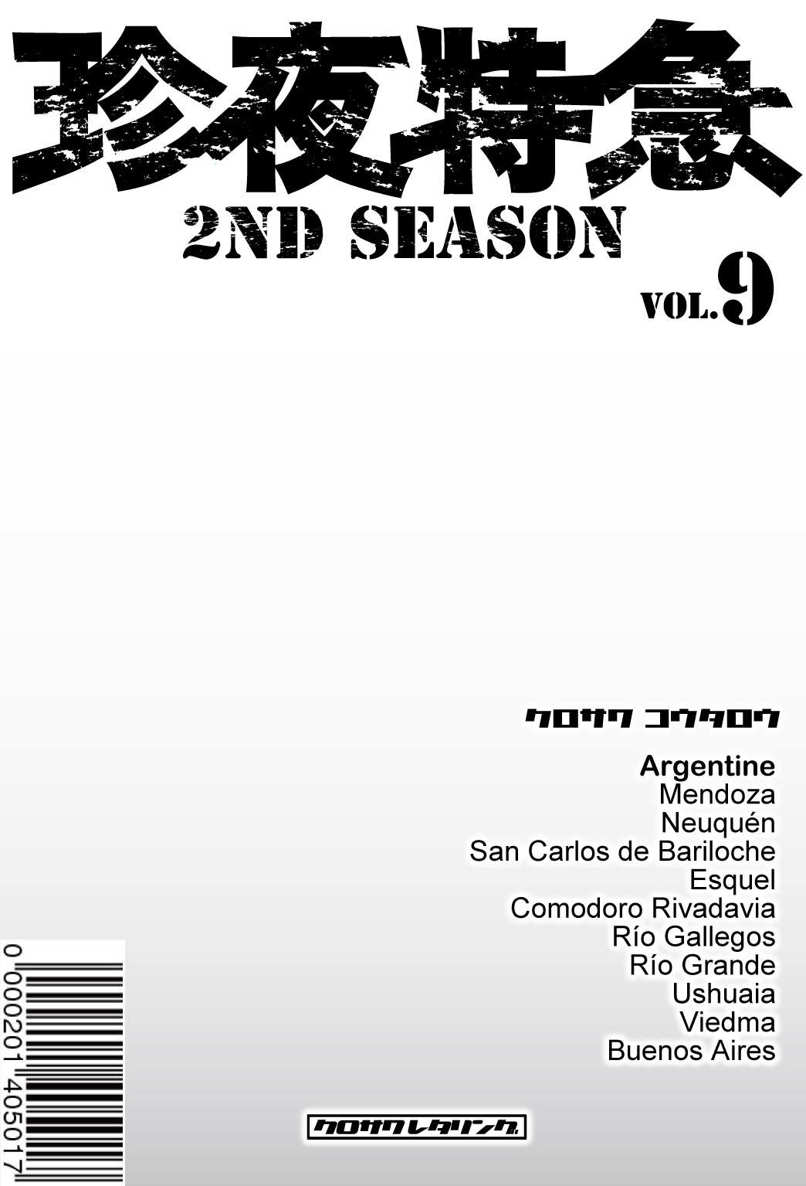 珍夜特急
2ND SEASON
VOL.9
クロサワ コウタロウ
Argentine
Mendoza
Neuquén
San Carlos de Bariloche
Esquel
Comodoro Rivadavia
Río Gallegos
Río Grande
Ushuaia
Viedma
Buenos Aires
クロサワレタリング
0 000201 405017